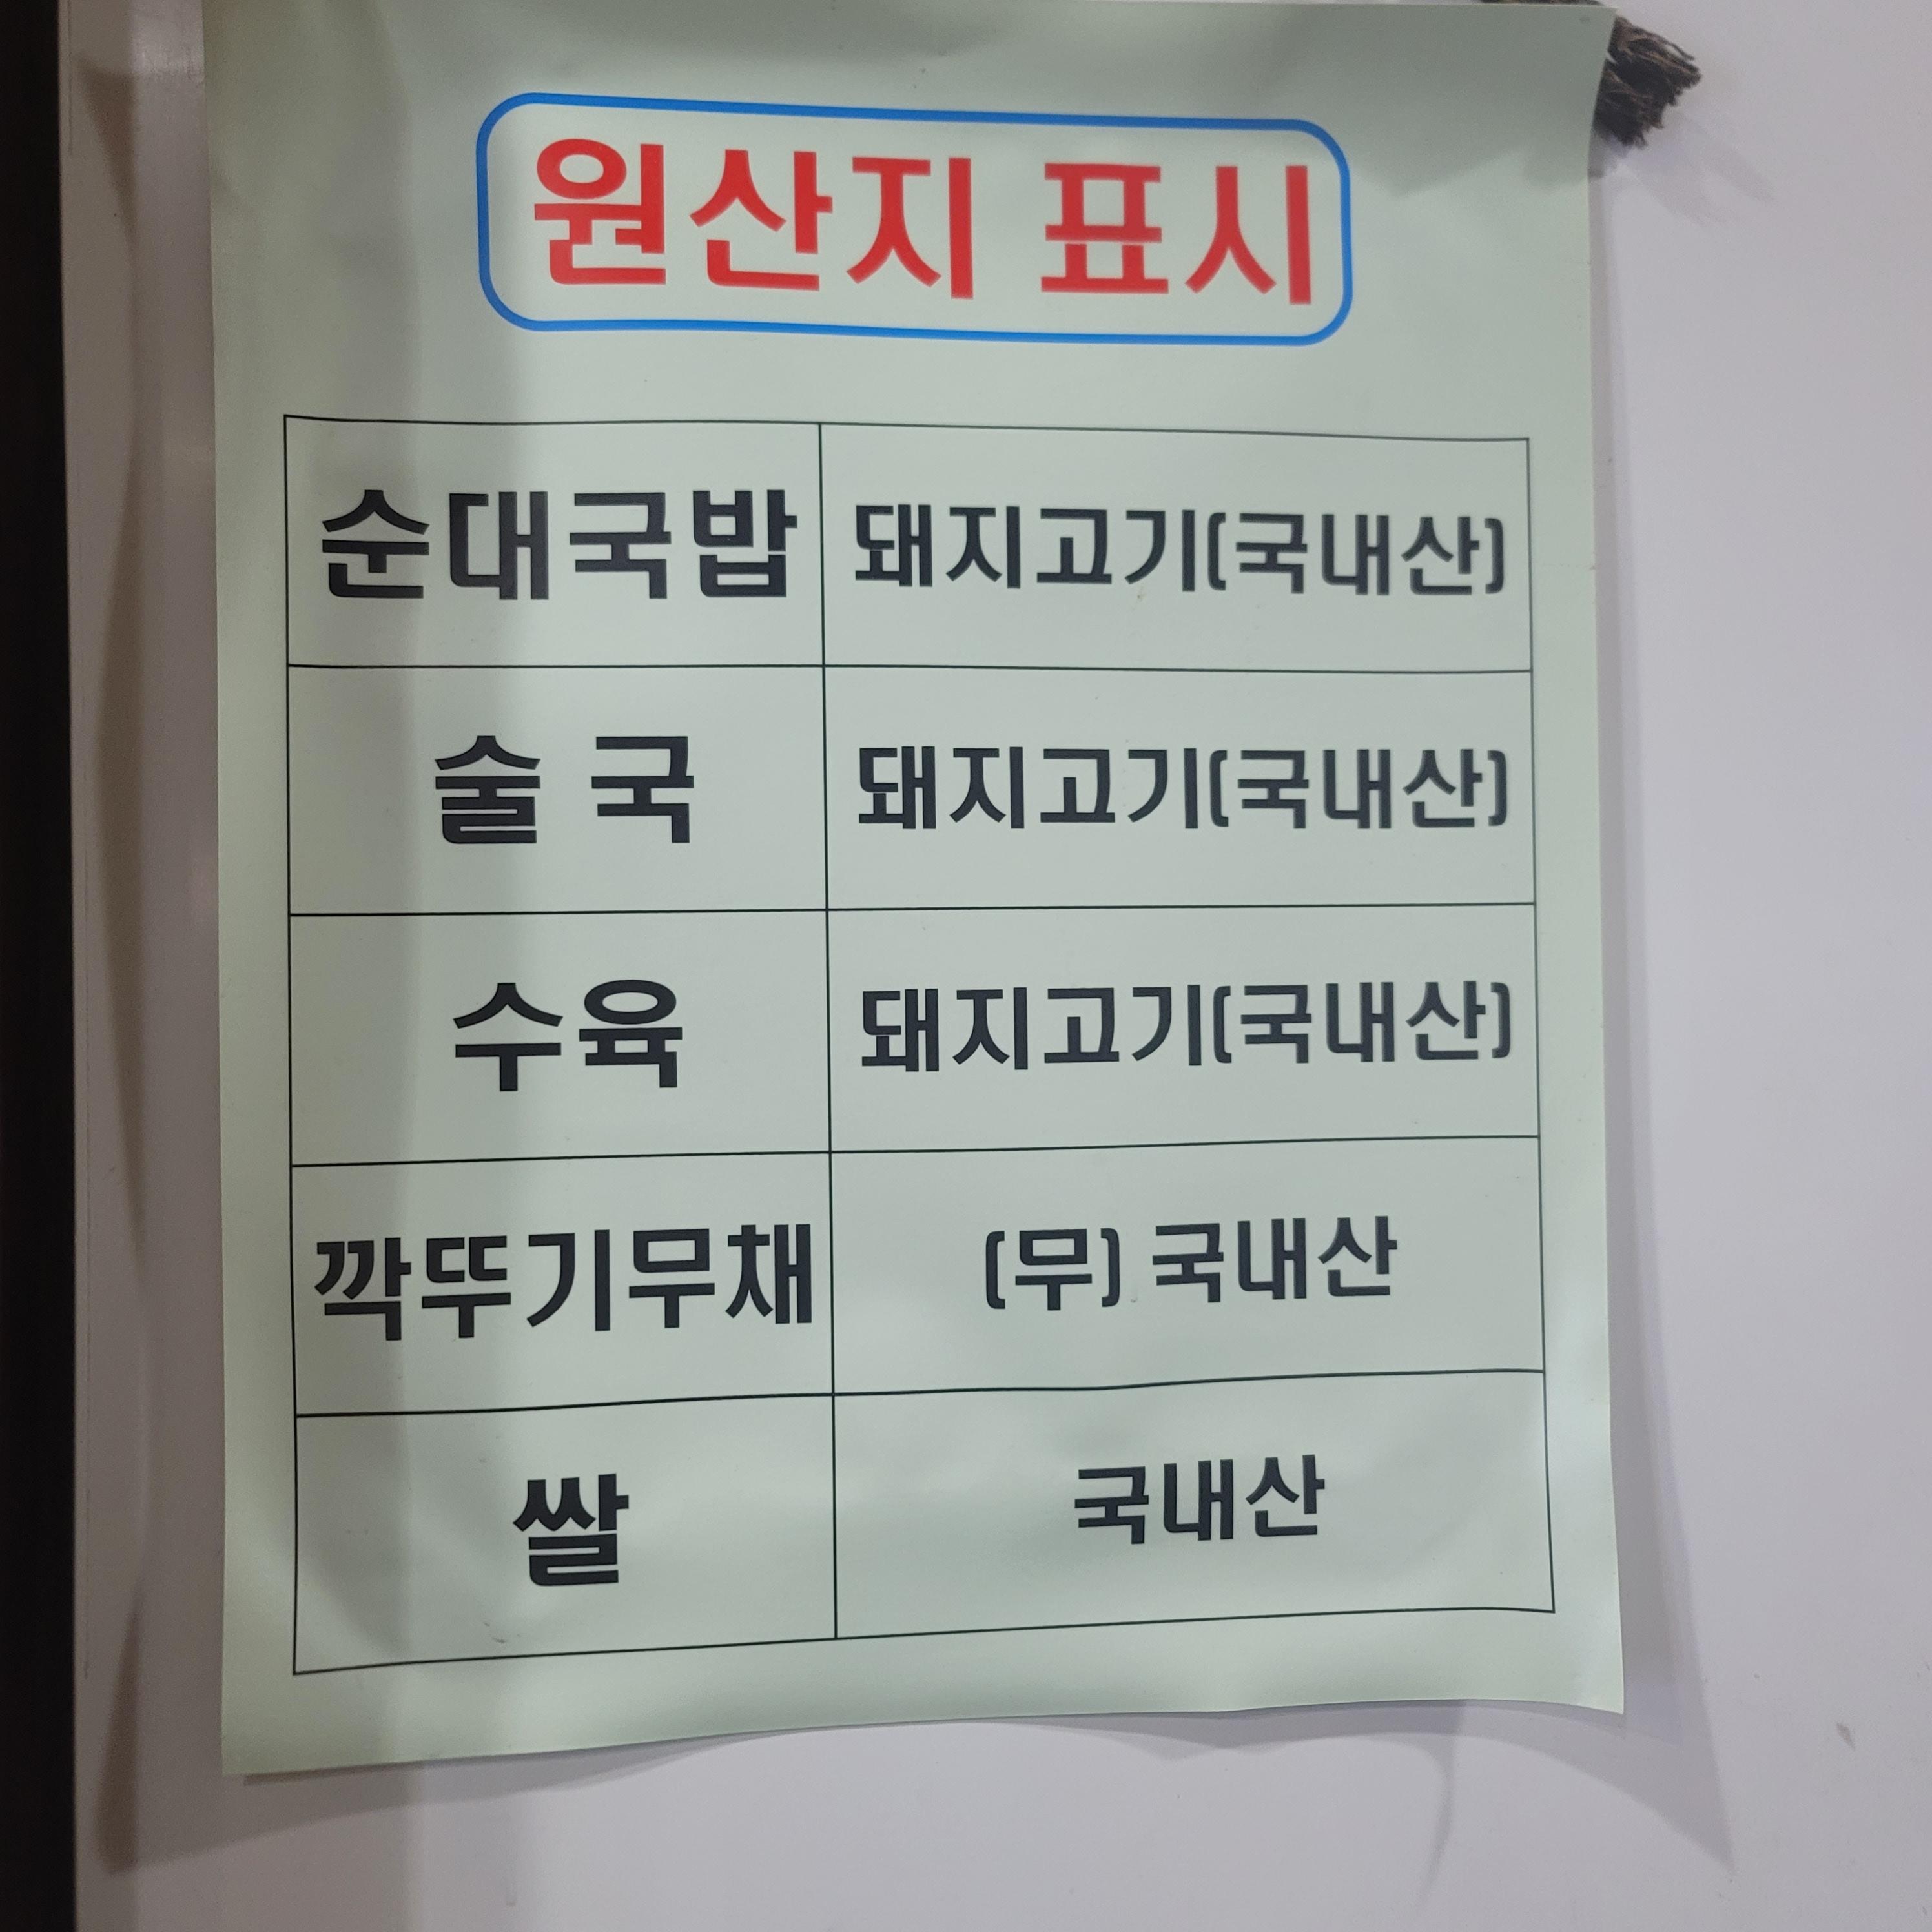 원산지 표시
순대국밥 돼지고기(국내산)
술 국 돼지고기(국내산)
수육 돼지고기(국내산)
깍뚜기무채 (무) 국내산
쌀 국내산